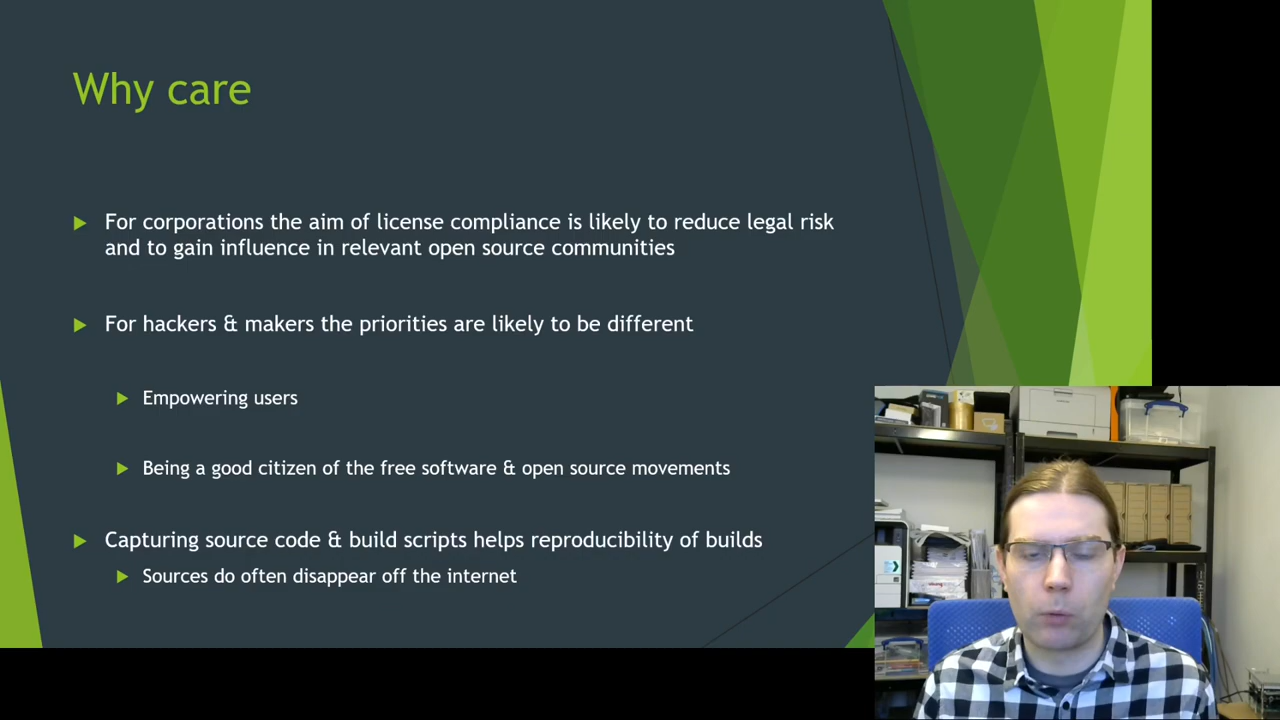 Why care
For corporations the aim of license compliance is likely to reduce legal risk
and to gain influence in relevant open source communities
For hackers & makers the priorities are likely to be different
Empowering users
Being a good citizen of the free software & open source movements
Capturing source code & build scripts helps reproducibility of builds
Sources do often disappear off the internet